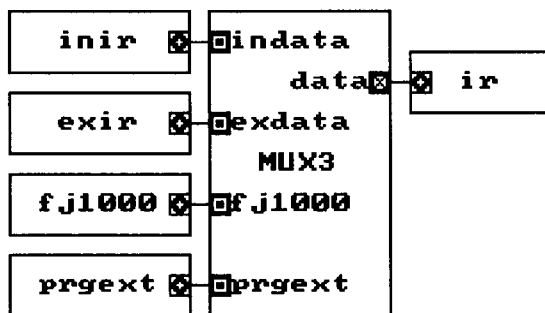 inir indata
data ir
exir exdata
MUX3
fj1000 fj1000
prgext prgext